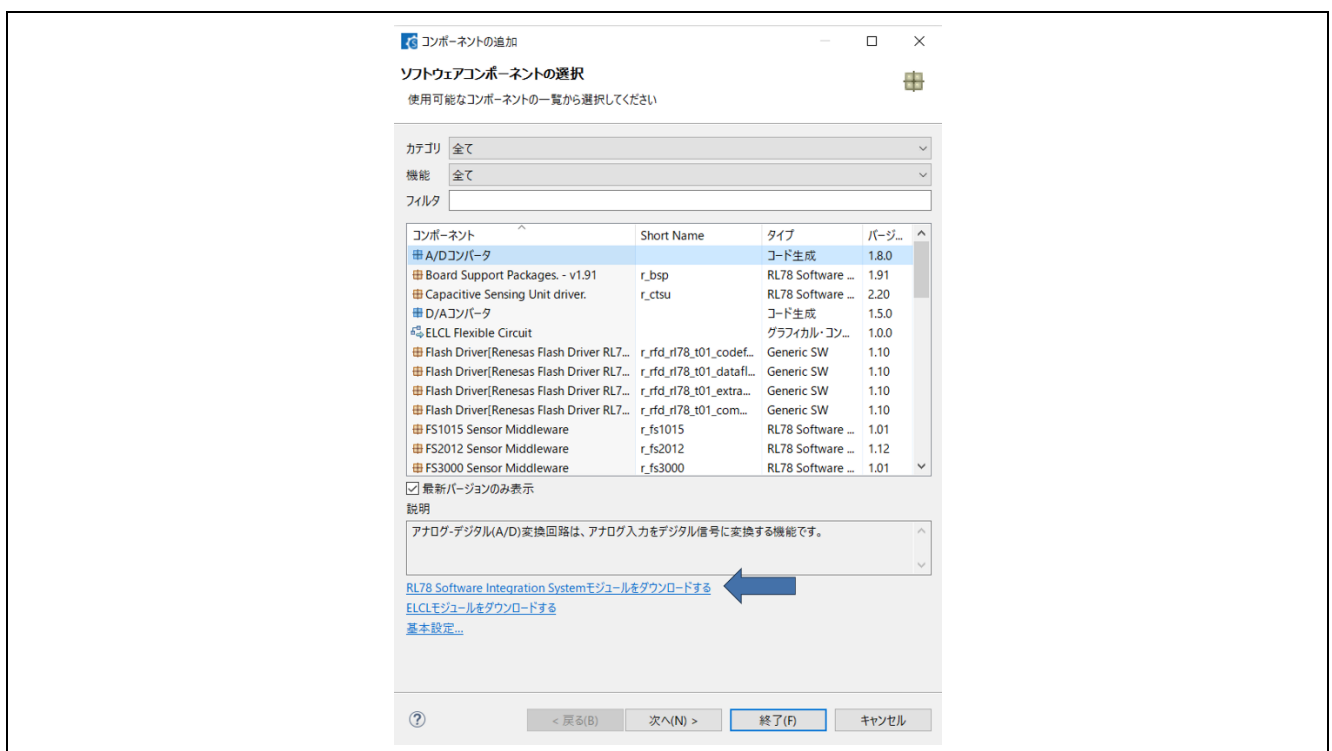 コンポーネントの追加
ソフトウェアコンポーネントの選択
使用可能なコンポーネントの一覧から選択してください
カテゴリ 全て
機能 全て
フィルタ
コンポーネント Short Name タイプ バージ...
A/Dコンバータ コード生成 1.8.0
Board Support Packages. - v1.91 r_bsp RL78 Software ... 1.91
Capacitive Sensing Unit driver. r_ctsu RL78 Software ... 2.20
D/Aコンバータ コード生成 1.5.0
ELCL Flexible Circuit グラフィカル・コン... 1.0.0
Flash Driver[Renesas Flash Driver RL7... r_rfd_rl78_t01_codef... Generic SW 1.10
Flash Driver[Renesas Flash Driver RL7... r_rfd_rl78_t01_datafl... Generic SW 1.10
Flash Driver[Renesas Flash Driver RL7... r_rfd_rl78_t01_extra... Generic SW 1.10
Flash Driver[Renesas Flash Driver RL7... r_rfd_rl78_t01_com... Generic SW 1.10
FS1015 Sensor Middleware r_fs1015 RL78 Software ... 1.01
FS2012 Sensor Middleware r_fs2012 RL78 Software ... 1.12
FS3000 Sensor Middleware r_fs3000 RL78 Software ... 1.01
最新バージョンのみ表示
説明
アナログ-デジタル(A/D)変換回路は、アナログ入力をデジタル信号に変換する機能です。
RL78 Software Integration Systemモジュールをダウンロードする
ELCLモジュールをダウンロードする
基本設定...
? < 戻る(B) 次へ(N) > 終了(F) キャンセル